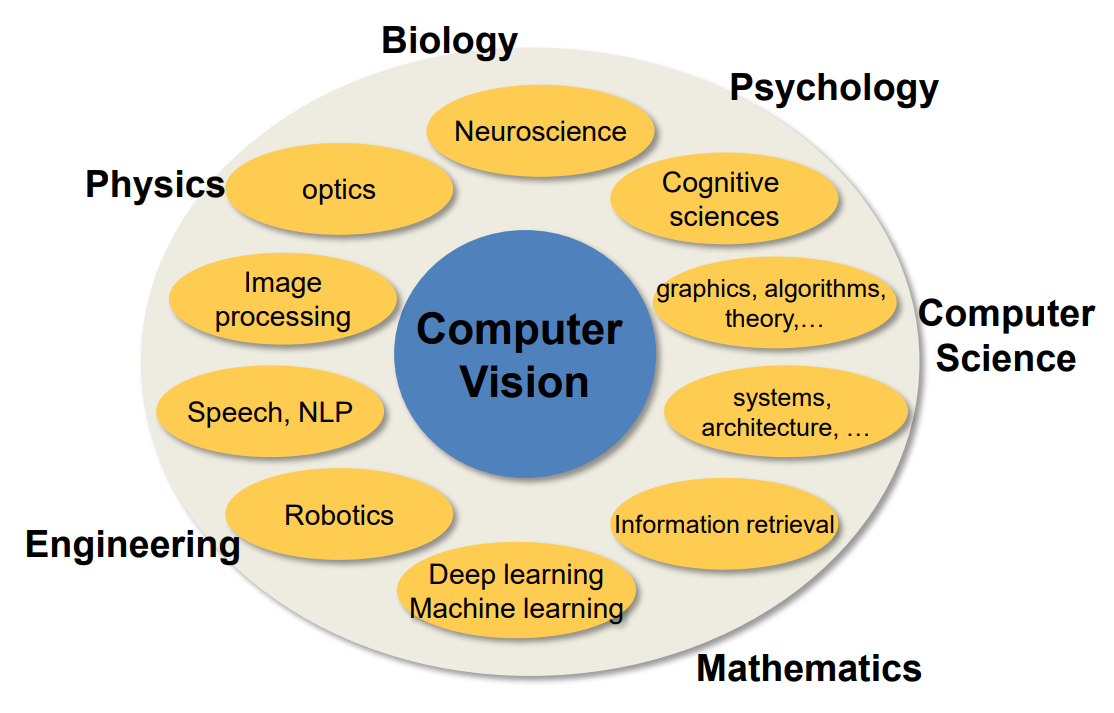 Biology
Psychology
Neuroscience
Physics
optics
Cognitive
sciences
Image
processing
graphics, algorithms,
theory,…
Computer
Vision
Computer
Science
Speech, NLP
systems,
architecture, …
Robotics
Information retrieval
Engineering
Deep learning
Machine learning
Mathematics